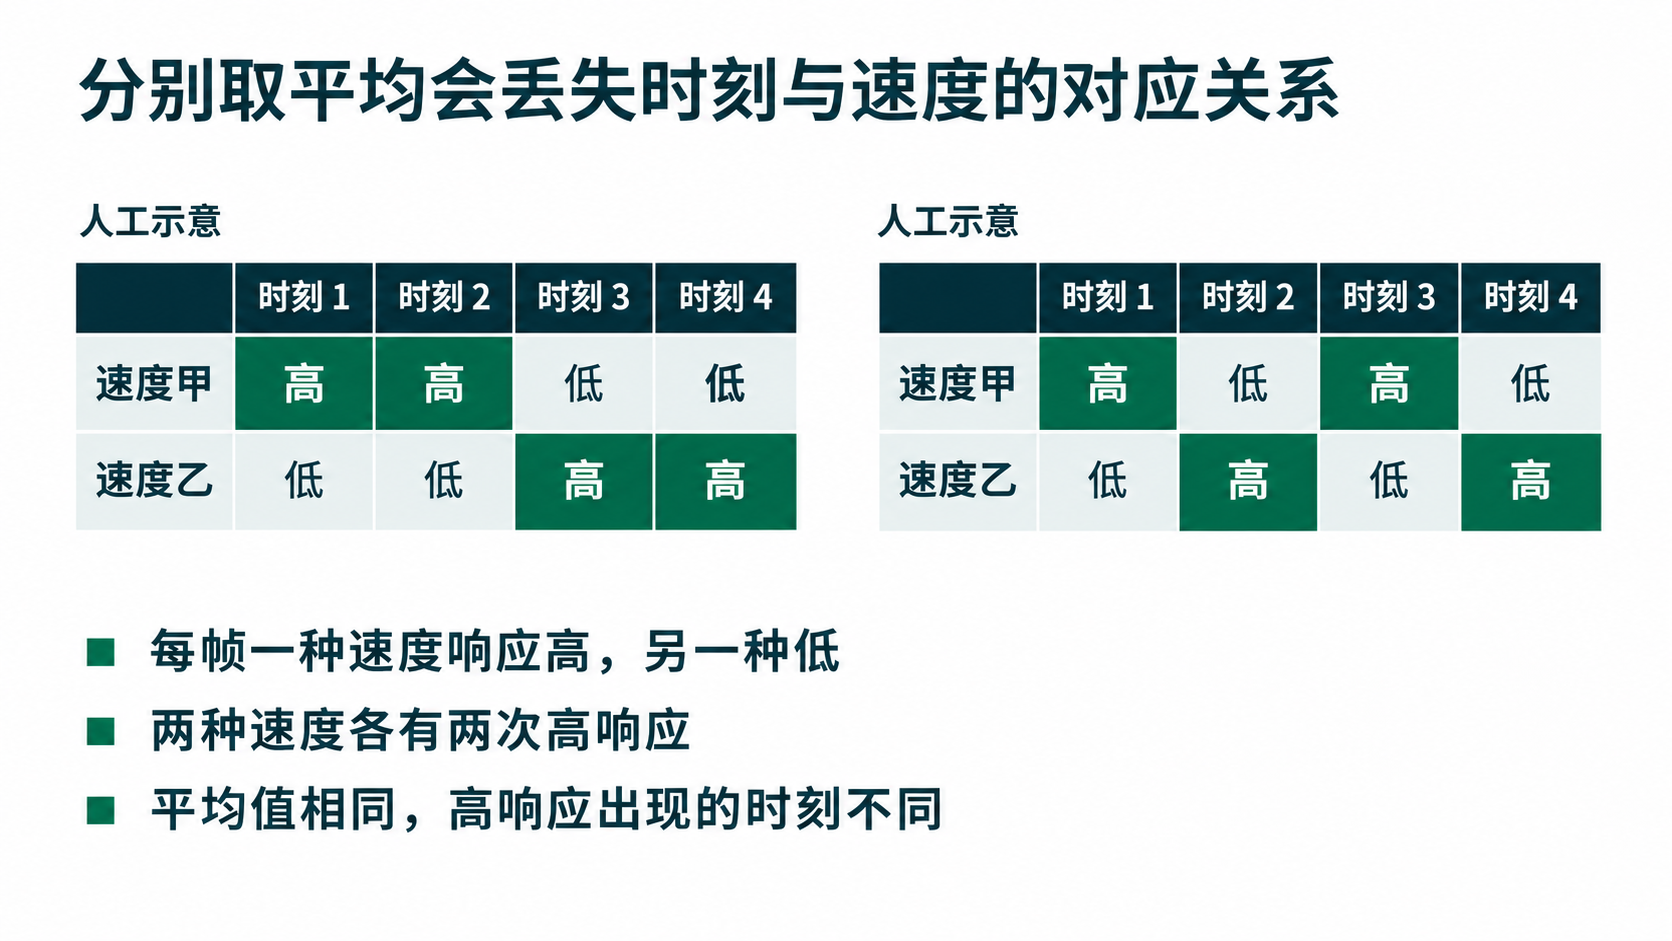 分别取平均会丢失时刻与速度的对应关系
人工示意
时刻 1 时刻 2 时刻 3 时刻 4
速度甲 高 高 低 低
速度乙 低 低 高 高
人工示意
时刻 1 时刻 2 时刻 3 时刻 4
速度甲 高 低 高 低
速度乙 低 高 低 高
每帧一种速度响应高，另一种低
两种速度各有两次高响应
平均值相同，高响应出现的时刻不同